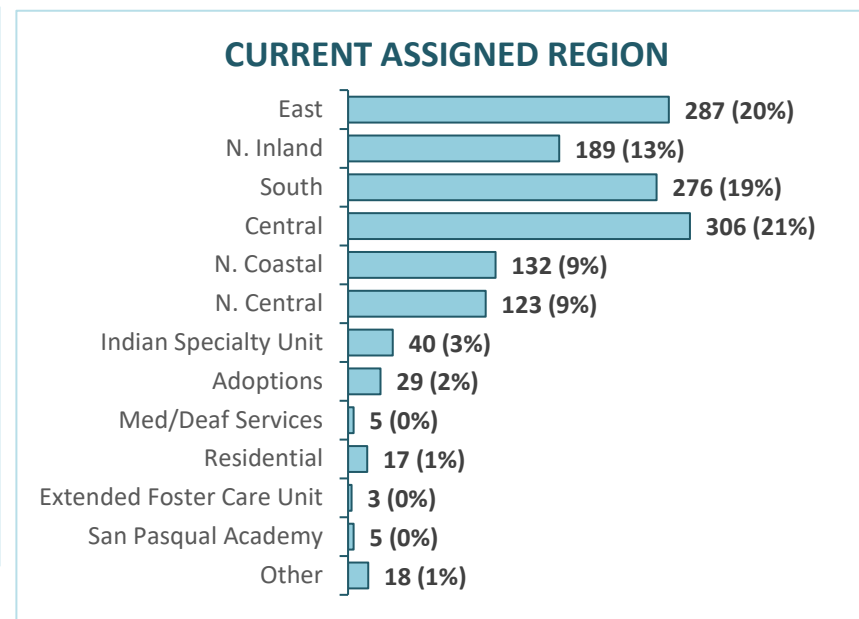 CURRENT ASSIGNED REGION
East 287 (20%)
N. Inland 189 (13%)
South 276 (19%)
Central 306 (21%)
N. Coastal 132 (9%)
N. Central 123 (9%)
Indian Specialty Unit 40 (3%)
Adoptions 29 (2%)
Med/Deaf Services 5 (0%)
Residential 17 (1%)
Extended Foster Care Unit 3 (0%)
San Pasqual Academy 5 (0%)
Other 18 (1%)